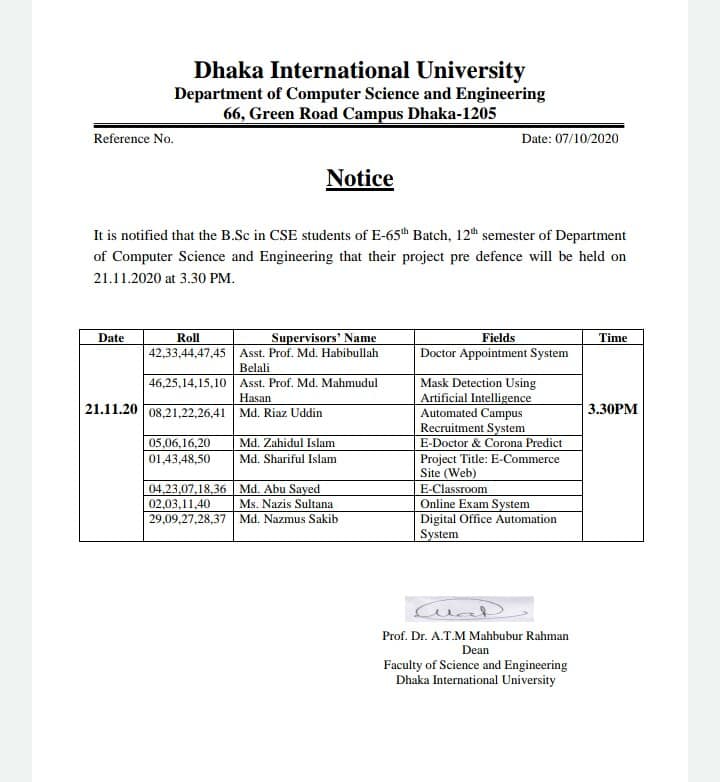 Dhaka International University
Department of Computer Science and Engineering
66, Green Road Campus Dhaka-1205
Reference No. Date: 07/10/2020
Notice
It is notified that the B.Sc in CSE students of E-65th Batch, 12th semester of Department
of Computer Science and Engineering that their project pre defence will be held on
21.11.2020 at 3.30 PM.
Date Roll Supervisors' Name Fields Time
42,33,44,47,45 Asst. Prof. Md. Habibullah Doctor Appointment System
Belali
46,25,14,15,10 Asst. Prof. Md. Mahmudul Mask Detection Using
Hasan Artificial Intelligence
21.11.20 08,21,22,26,41 Md. Riaz Uddin Automated Campus 3.30PM
Recruitment System
05,06,16,20 Md. Zahidul Islam E-Doctor & Corona Predict
01,43,48,50 Md. Shariful Islam Project Title: E-Commerce
Site (Web)
04,23,07,18,36 Md. Abu Sayed E-Classroom
02,03,11,40 Ms. Nazis Sultana Online Exam System
29,09,27,28,37 Md. Nazmus Sakib Digital Office Automation
System
Prof. Dr. A.T.M Mahbubur Rahman
Dean
Faculty of Science and Engineering
Dhaka International University